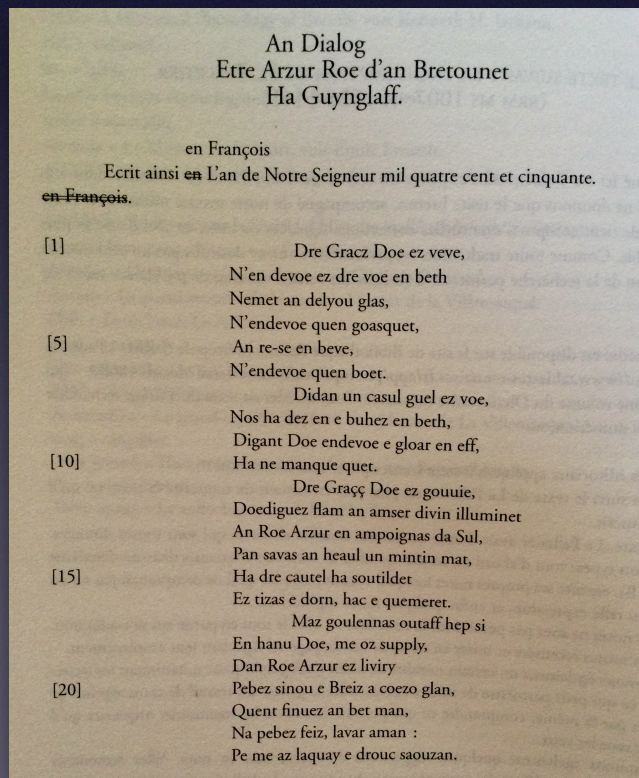 An Dialog
Etre Arzur Roe d'an Bretounet
Ha Guynglaff.
en François
Ecrit ainsi en L'an de Notre Seigneur mil quatre cent et cinquante.
en François.
[1] Dre Gracz Doe ez veve,
N'en devoe ez dre voe en beth
Nemet an delyou glas,
N'endevoe quen goasquet,
[5] An re-se en beve,
N'endevoe quen boet.
Didan un casul guel ez voe,
Nos ha dez en e buhez en beth,
Digant Doe endevoe e gloar en eff,
[10] Ha ne manque quet.
Dre Graçç Doe ez gouuie,
Doediguez flam an amser divin illuminet
An Roe Arzur en ampoignas da Sul,
Pan savas an heaul un mintin mat,
[15] Ha dre cautel ha soutildet
Ez tizas e dorn, hac e quemeret.
Maz goulennas outaff hep si
En hanu Doe, me oz supply,
Dan Roe Arzur ez liviry
[20] Pebez sinou e Breiz a coezo glan,
Quent finuez an bet man,
Na pebez feiz, lavar aman :
Pe me az laquay e drouc saouzan.